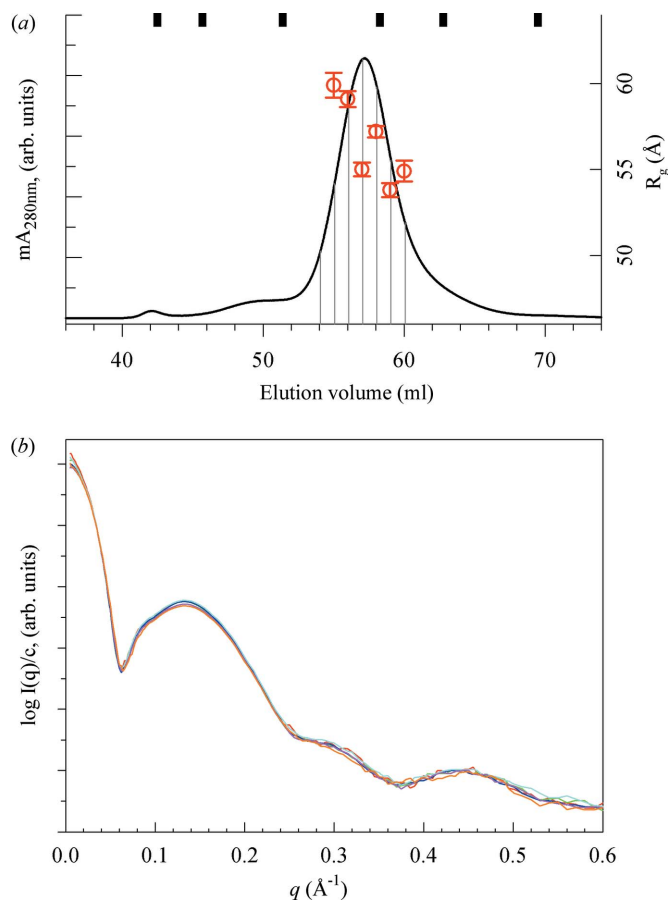 (a)
mA280nm, (arb. units)
60
55
50
Rg (Å)
40
50
60
70
Elution volume (ml)
(b)
log I(q)/c, (arb. units)
0.0
0.1
0.2
0.3
0.4
0.5
0.6
q (Å-1)